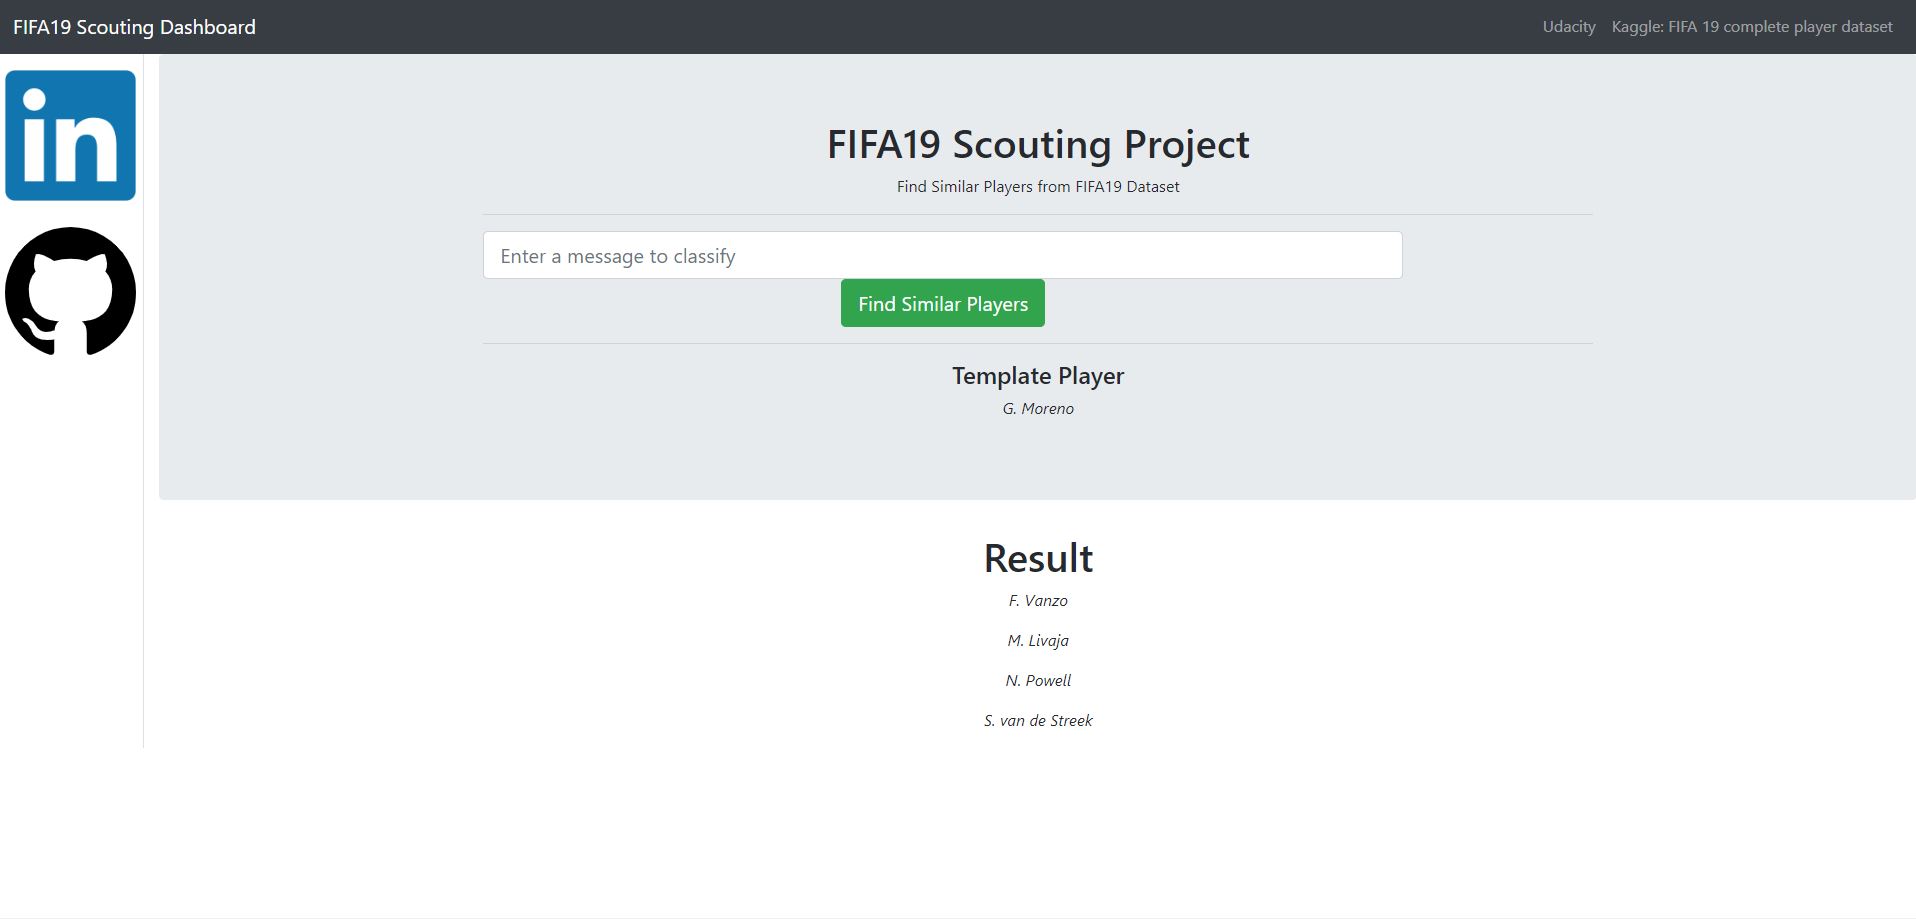 FIFA19 Scouting Dashboard
Udacity
Kaggle: FIFA 19 complete player dataset
in
FIFA19 Scouting Project
Find Similar Players from FIFA19 Dataset
Enter a message to classify
Find Similar Players
Template Player
G. Moreno
Result
F. Vanzo
M. Livaja
N. Powell
S. van de Streek